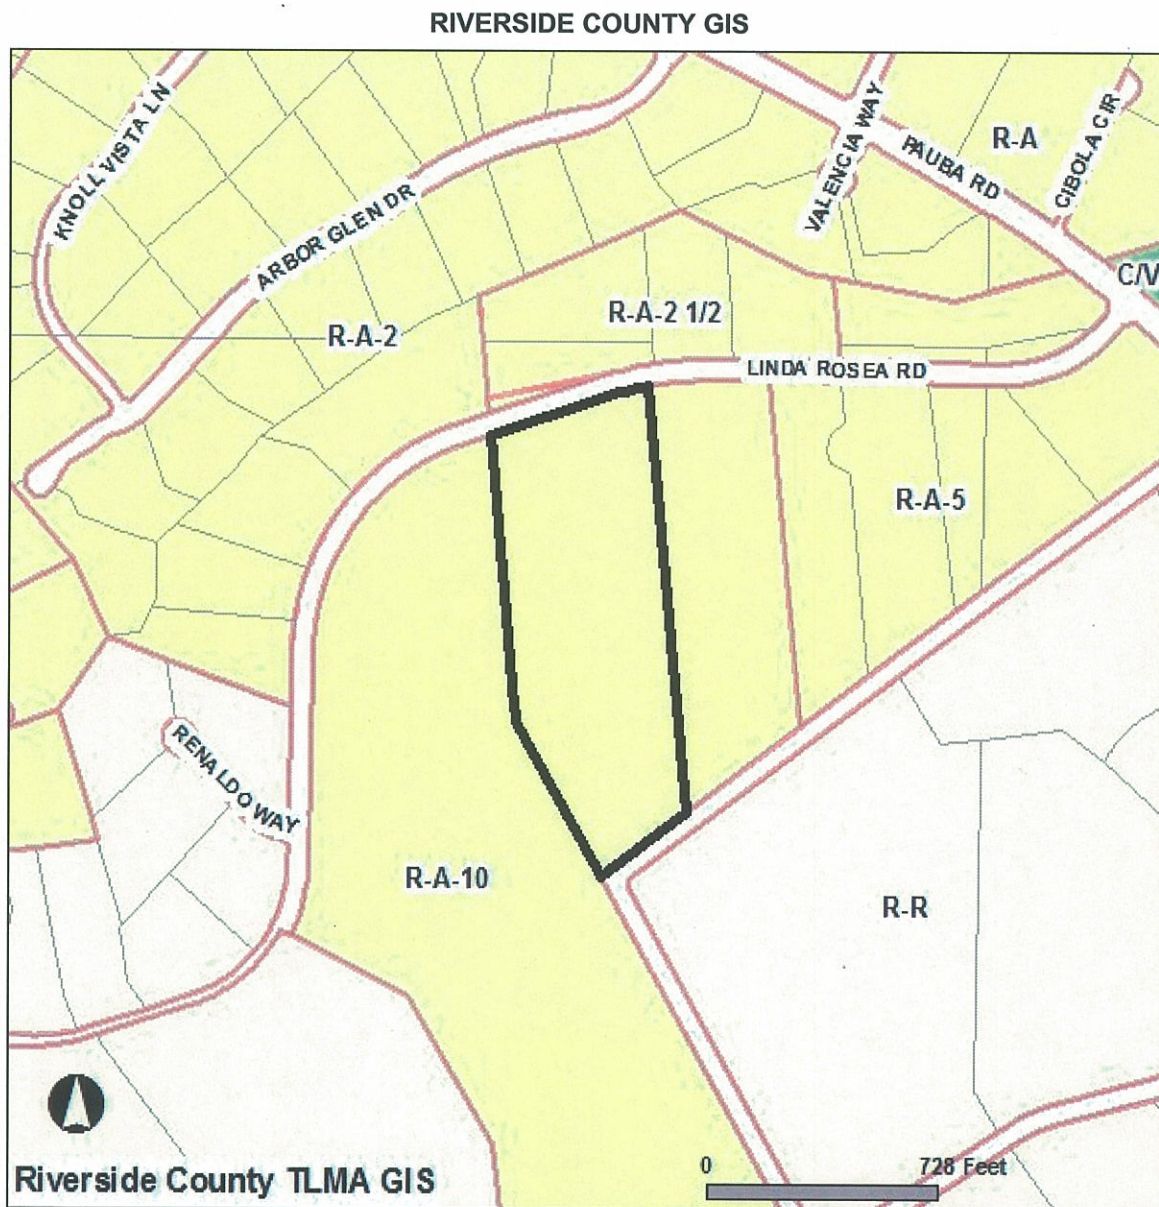 RIVERSIDE COUNTY GIS
KNOLL VISTA LN
ARBOR GLEN DR
VALENCIA WAY
PAUBA RD
R-A
CIBOLA CIR
C/V
R-A-2
R-A-2 1/2
LINDA ROSEA RD
R-A-5
RENALDO WAY
R-A-10
R-R
Riverside County TLMA GIS
0 728 Feet